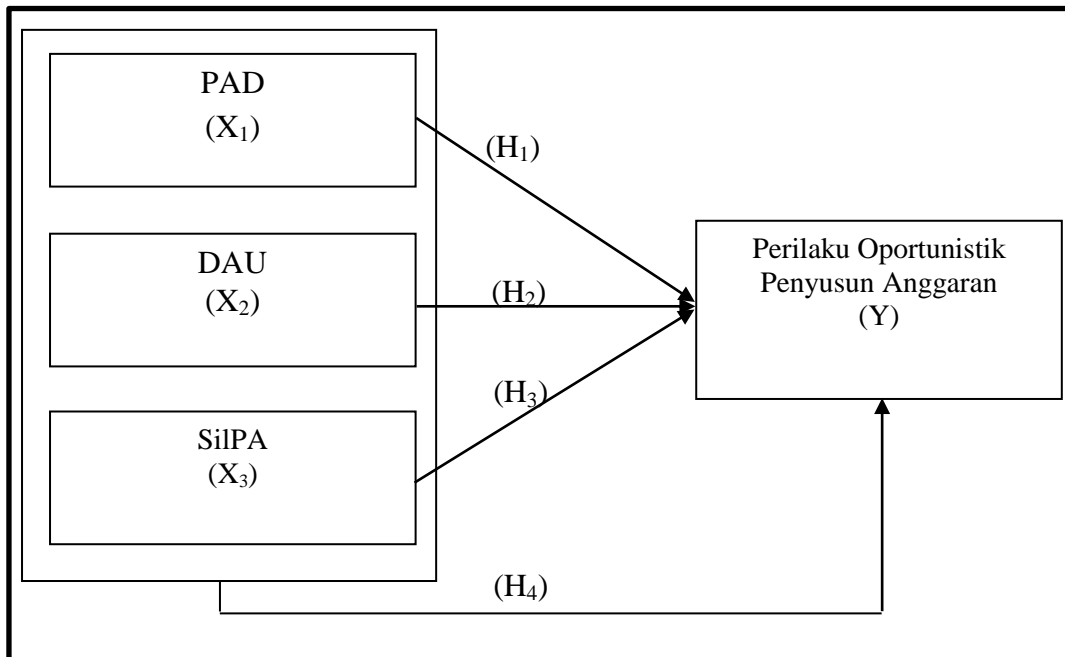 PAD
(X₁)
(H₁)
DAU
(X₂)
(H₂)
Perilaku Oportunistik
Penyusun Anggaran
(Y)
(H₃)
SilPA
(X₃)
(H₄)